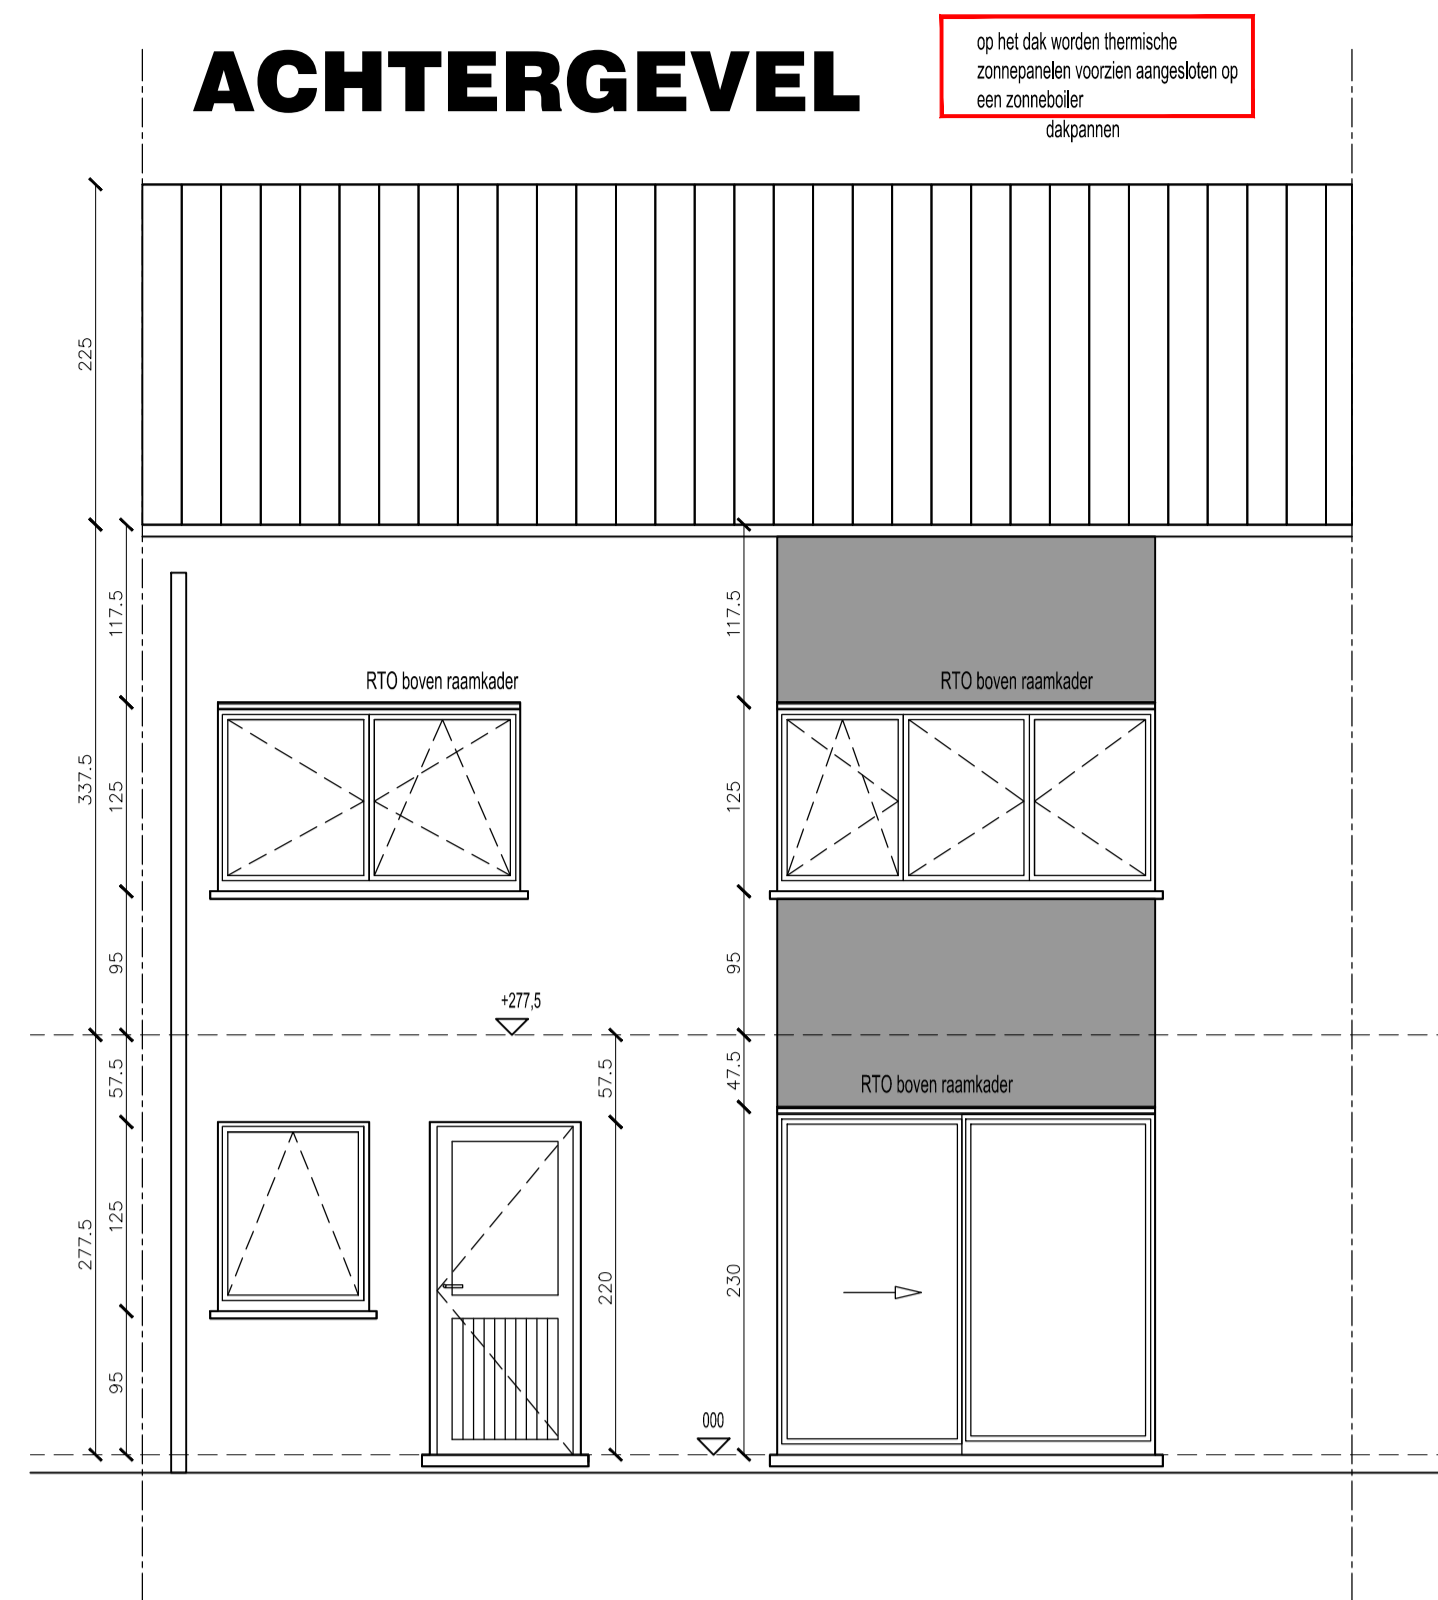 ACHTERGEVEL
op het dak worden thermische
zonnepanelen voorzien aangesloten op
een zonneboiler
dakpannen
225
337.5
277.5
117.5
125
95
57.5
125
95
RTO boven raamkader
+277,5
57.5
220
000
117.5
125
95
47.5
230
RTO boven raamkader
RTO boven raamkader